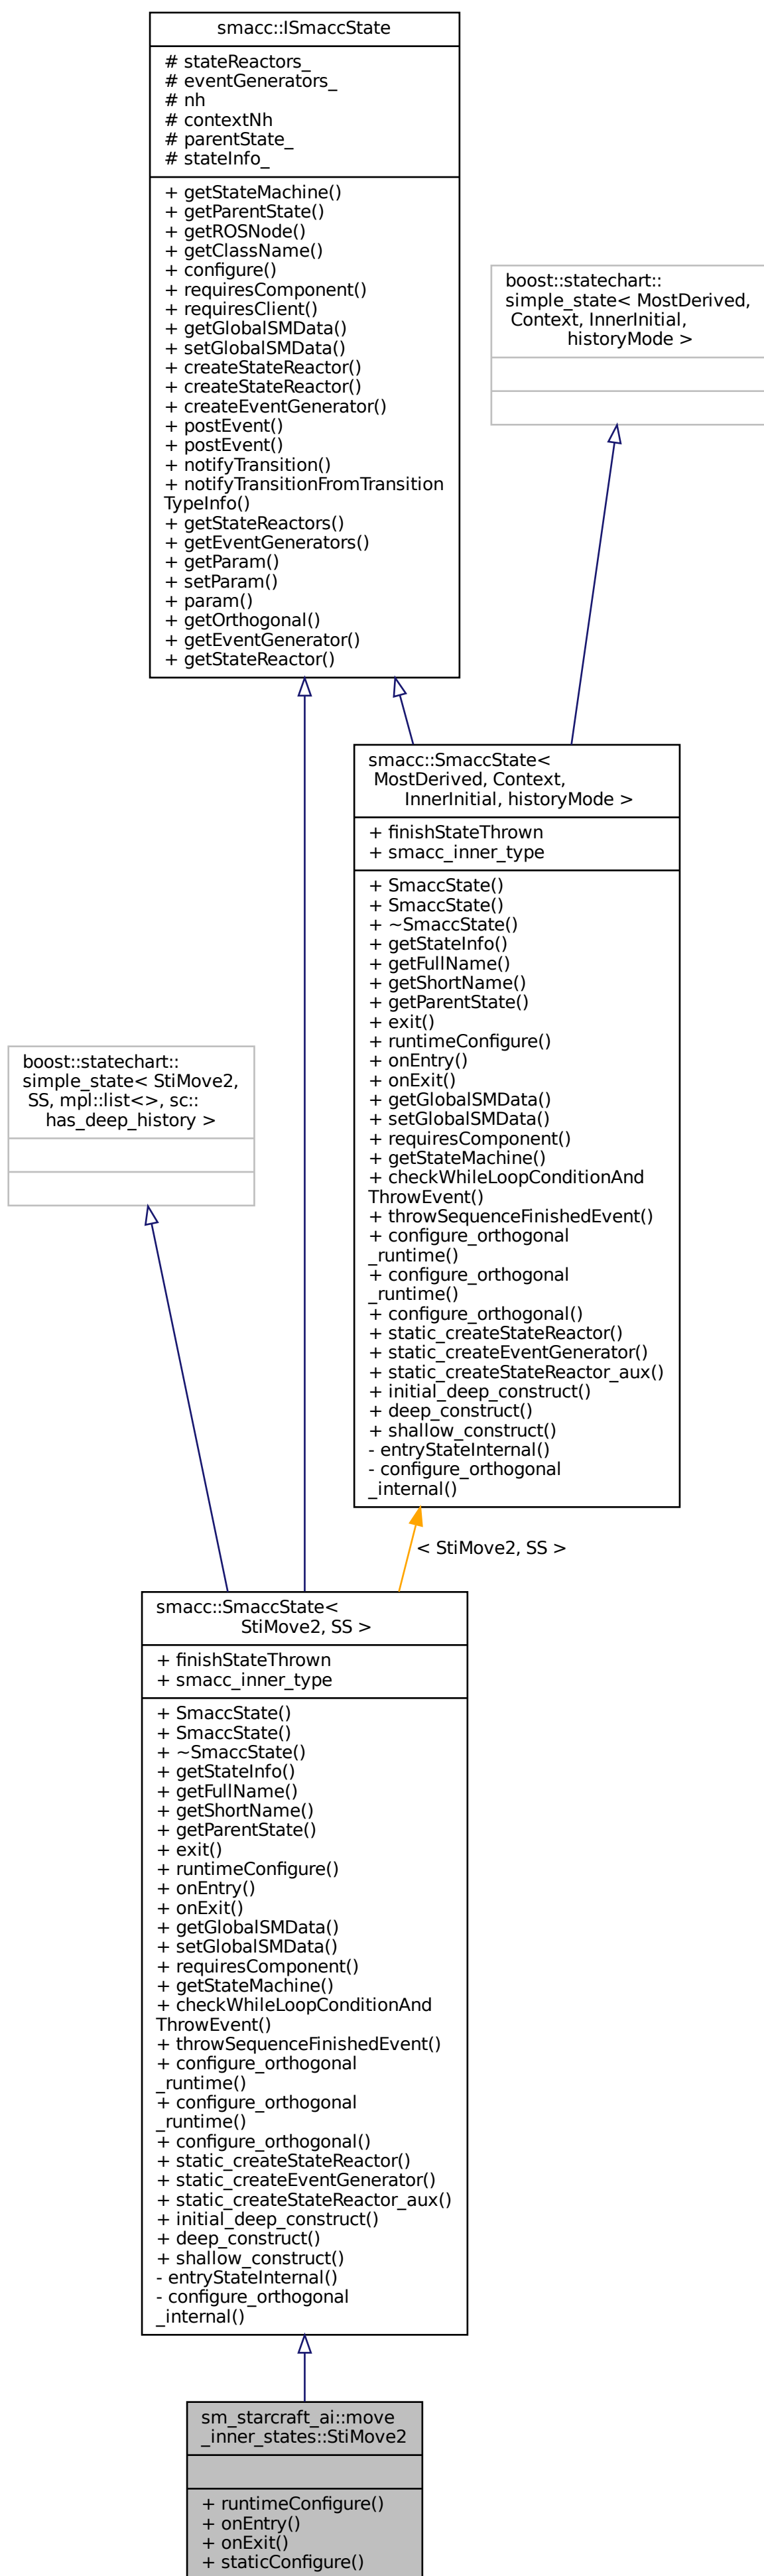 smacc::ISmaccState
# stateReactors_
# eventGenerators_
# nh
# contextNh
# parentState_
# stateInfo_
+ getStateMachine()
+ getParentState()
+ getROSNode()
+ getClassName()
+ configure()
+ requiresComponent()
+ requiresClient()
+ getGlobalSMData()
+ setGlobalSMData()
+ createStateReactor()
+ createStateReactor()
+ createEventGenerator()
+ postEvent()
+ postEvent()
+ notifyTransition()
+ notifyTransitionFromTransition
TypeInfo()
+ getStateReactors()
+ getEventGenerators()
+ getParam()
+ setParam()
+ param()
+ getOrthogonal()
+ getEventGenerator()
+ getStateReactor()
boost::statechart::
simple_state< MostDerived,
Context, InnerInitial,
historyMode >
smacc::SmaccState<
MostDerived, Context,
InnerInitial, historyMode >
+ finishStateThrown
+ smacc_inner_type
+ SmaccState()
+ SmaccState()
+ ~SmaccState()
+ getStateInfo()
+ getFullName()
+ getShortName()
+ getParentState()
+ exit()
+ runtimeConfigure()
+ onEntry()
+ onExit()
+ getGlobalSMData()
+ setGlobalSMData()
+ requiresComponent()
+ getStateMachine()
+ checkWhileLoopConditionAnd
ThrowEvent()
+ throwSequenceFinishedEvent()
+ configure_orthogonal
_runtime()
+ configure_orthogonal
_runtime()
+ configure_orthogonal()
+ static_createStateReactor()
+ static_createEventGenerator()
+ static_createStateReactor_aux()
+ initial_deep_construct()
+ deep_construct()
+ shallow_construct()
- entryStateInternal()
- configure_orthogonal
_internal()
boost::statechart::
simple_state< StiMove2,
SS, mpl::list<>, sc::
has_deep_history >
< StiMove2, SS >
smacc::SmaccState<
StiMove2, SS >
+ finishStateThrown
+ smacc_inner_type
+ SmaccState()
+ SmaccState()
+ ~SmaccState()
+ getStateInfo()
+ getFullName()
+ getShortName()
+ getParentState()
+ exit()
+ runtimeConfigure()
+ onEntry()
+ onExit()
+ getGlobalSMData()
+ setGlobalSMData()
+ requiresComponent()
+ getStateMachine()
+ checkWhileLoopConditionAnd
ThrowEvent()
+ throwSequenceFinishedEvent()
+ configure_orthogonal
_runtime()
+ configure_orthogonal
_runtime()
+ configure_orthogonal()
+ static_createStateReactor()
+ static_createEventGenerator()
+ static_createStateReactor_aux()
+ initial_deep_construct()
+ deep_construct()
+ shallow_construct()
- entryStateInternal()
- configure_orthogonal
_internal()
sm_starcraft_ai::move
_inner_states::StiMove2
+ runtimeConfigure()
+ onEntry()
+ onExit()
+ staticConfigure()